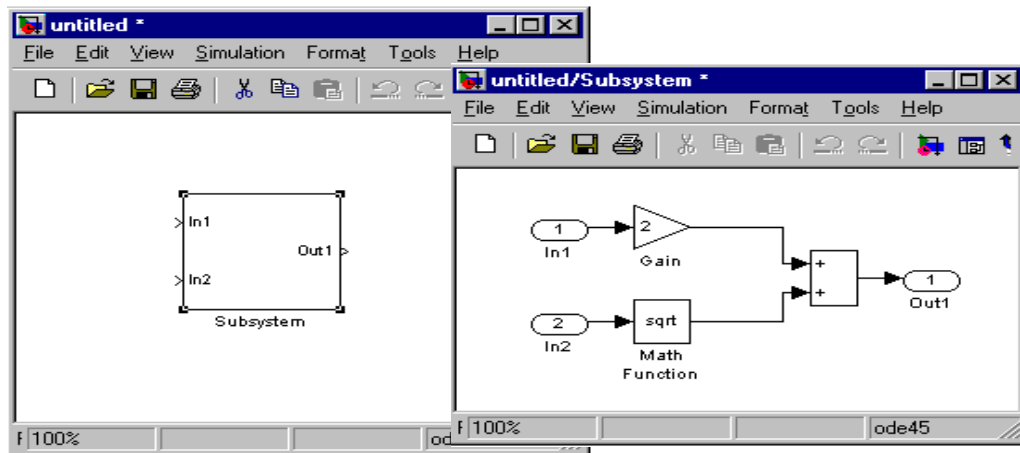 untitled *
File Edit View Simulation Format Tools Help
In1
Out1
In2
Subsystem
F 100%
od
untitled/Subsystem *
File Edit View Simulation Format Tools Help
1
In1
2
Gain
+
+
1
Out1
2
In2
sqrt
Math
Function
F 100%
ode45